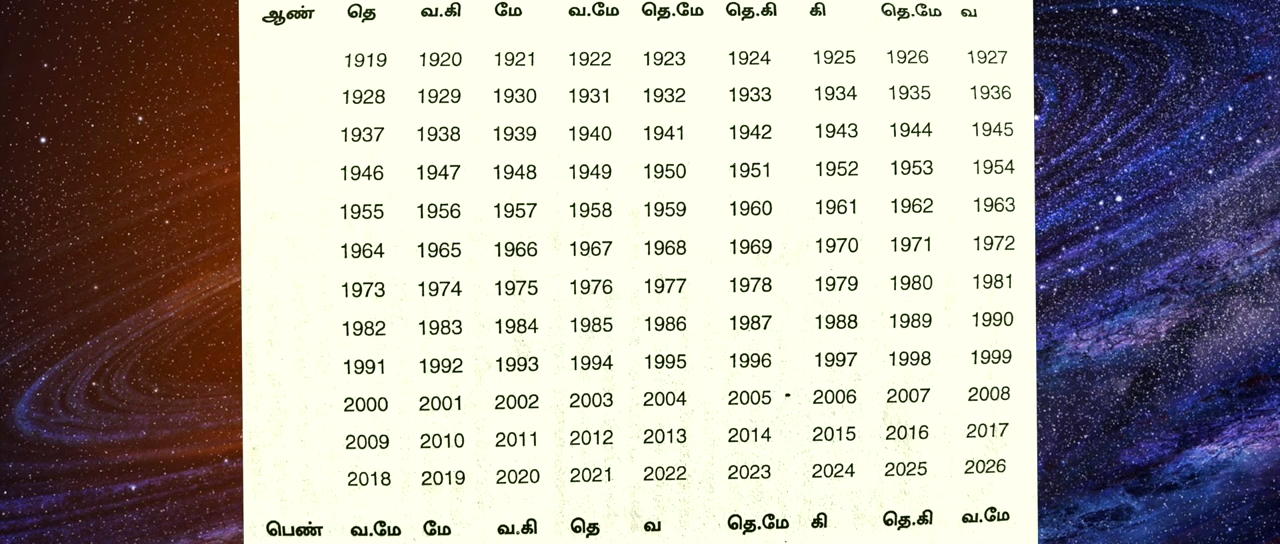 ஆண் தெ வ.கி மே வ.மே தெ.மே தெ.கி கி தெ.மே வ
1919 1920 1921 1922 1923 1924 1925 1926 1927
1928 1929 1930 1931 1932 1933 1934 1935 1936
1937 1938 1939 1940 1941 1942 1943 1944 1945
1946 1947 1948 1949 1950 1951 1952 1953 1954
1955 1956 1957 1958 1959 1960 1961 1962 1963
1964 1965 1966 1967 1968 1969 1970 1971 1972
1973 1974 1975 1976 1977 1978 1979 1980 1981
1982 1983 1984 1985 1986 1987 1988 1989 1990
1991 1992 1993 1994 1995 1996 1997 1998 1999
2000 2001 2002 2003 2004 2005 2006 2007 2008
2009 2010 2011 2012 2013 2014 2015 2016 2017
2018 2019 2020 2021 2022 2023 2024 2025 2026
பெண் வ.மே மே வ.கி தெ வ தெ.மே கி தெ.கி வ.மே